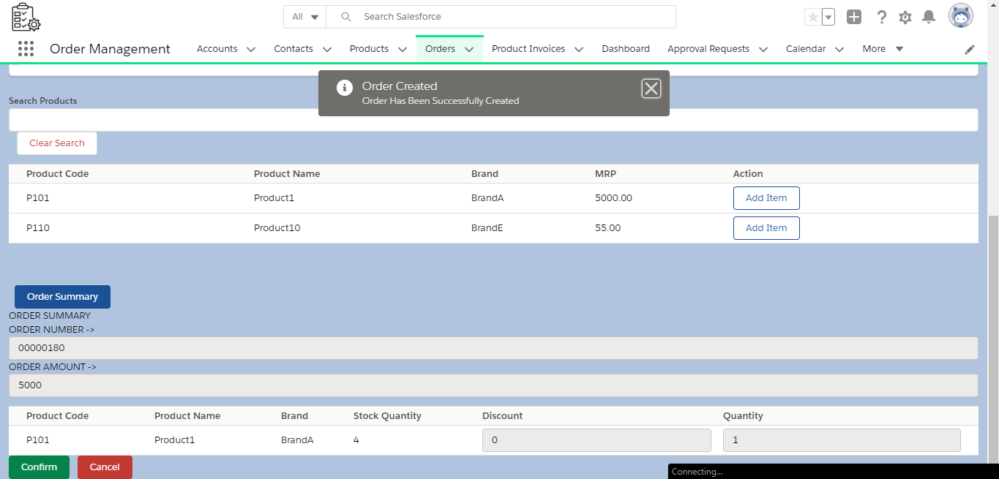 All
Search Salesforce
Order Management
Accounts
Contacts
Products
Orders
Product Invoices
Dashboard
Approval Requests
Calendar
More
Order Created
Order Has Been Successfully Created
Search Products
Clear Search
Product Code Product Name Brand MRP Action
P101 Product1 BrandA 5000.00 Add Item
P110 Product10 BrandE 55.00 Add Item
Order Summary
ORDER SUMMARY
ORDER NUMBER ->
00000180
ORDER AMOUNT ->
5000
Product Code Product Name Brand Stock Quantity Discount Quantity
P101 Product1 BrandA 4 0 1
Confirm Cancel
Connecting...